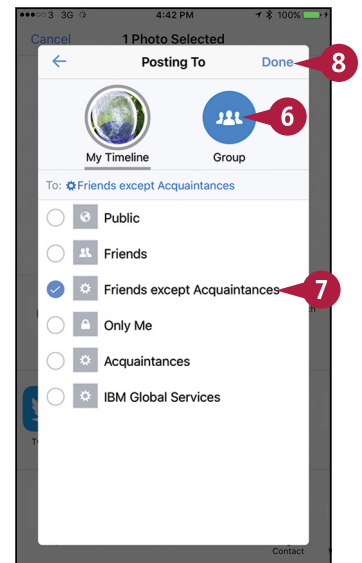 3 3G 4:42 PM 100%
Cancel 1 Photo Selected
Posting To Done 8
6
My Timeline Group
To: Friends except Acquaintances
Public
Friends
Friends except Acquaintances 7
Only Me
Acquaintances
IBM Global Services
Contact